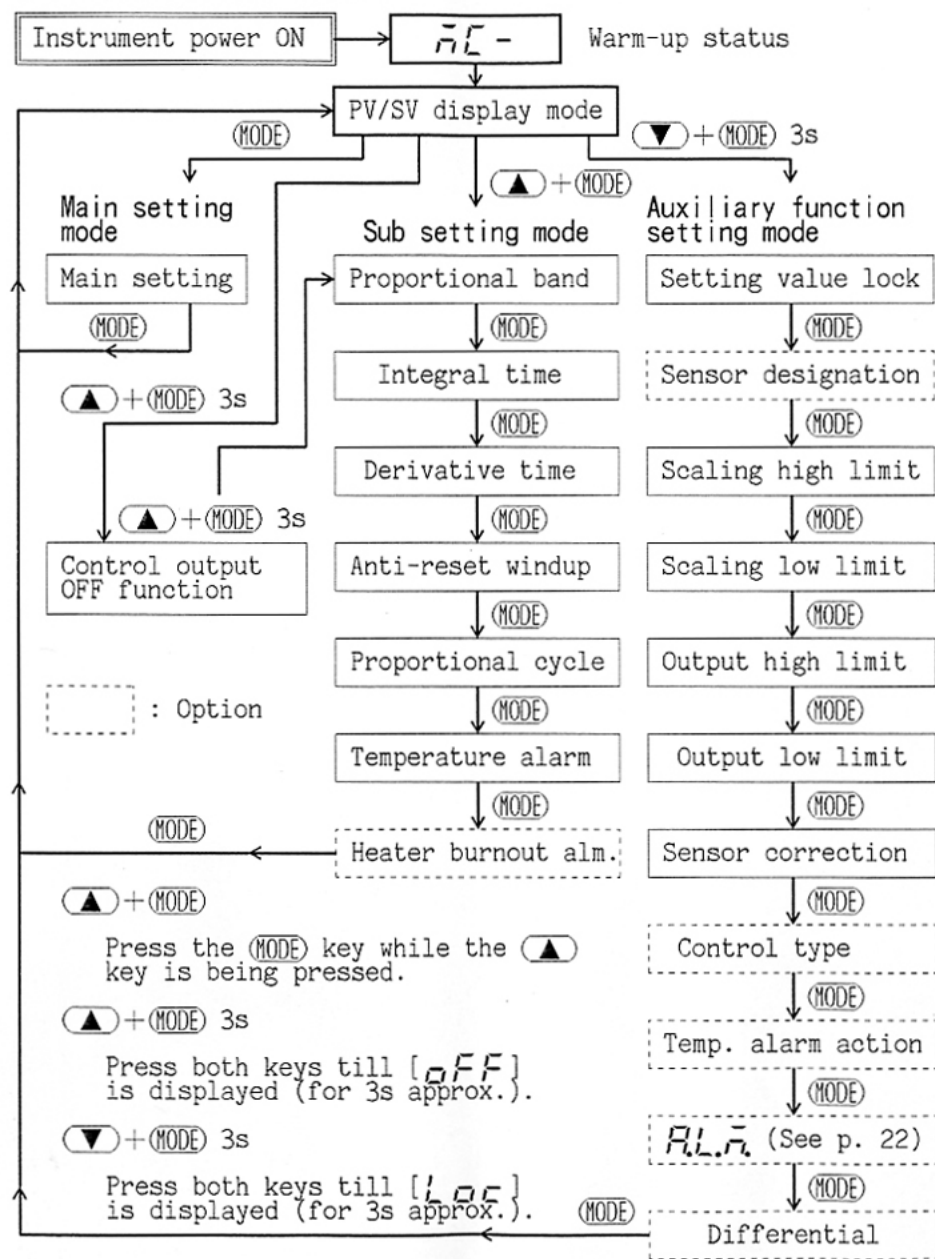 Instrument power ON
Warm-up status
PV/SV display mode
MODE
▼ + MODE 3s
▲ + MODE
Main setting
mode
Sub setting mode
Auxiliary function
setting mode
Main setting
Proportional band
Setting value lock
MODE
MODE
MODE
Integral time
Sensor designation
▲ + MODE 3s
MODE
MODE
Derivative time
Scaling high limit
▲ + MODE 3s
MODE
MODE
Control output
OFF function
Anti-reset windup
Scaling low limit
MODE
MODE
Proportional cycle
Output high limit
: Option
MODE
MODE
Temperature alarm
Output low limit
MODE
MODE
MODE
Heater burnout alm.
Sensor correction
▲ + MODE
MODE
Press the MODE key while the ▲
key is being pressed.
Control type
▲ + MODE 3s
MODE
Press both keys till [oFF]
is displayed (for 3s approx.).
Temp. alarm action
MODE
▼ + MODE 3s
(See p. 22)
Press both keys till [Loc]
is displayed (for 3s approx.).
MODE
MODE
Differential